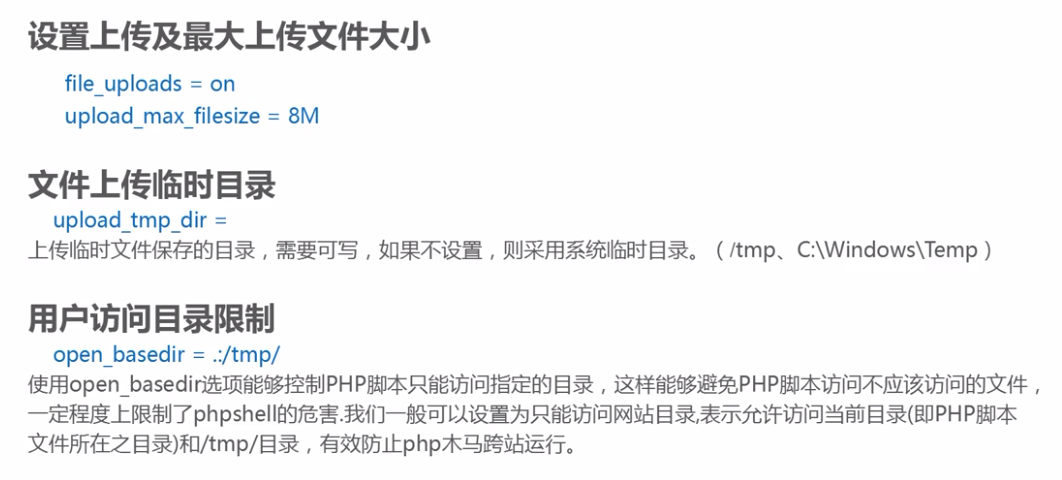 设置上传及最大上传文件大小
file_uploads = on
upload_max_filesize = 8M
文件上传临时目录
upload_tmp_dir =
上传临时文件保存的目录，需要可写，如果不设置，则采用系统临时目录。（/tmp、C:\Windows\Temp）
用户访问目录限制
open_basedir = .:/tmp/
使用open_basedir选项能够控制PHP脚本只能访问指定的目录，这样能够避免PHP脚本访问不应该访问的文件，
一定程度上限制了phpshell的危害.我们一般可以设置为只能访问网站目录,表示允许访问当前目录(即PHP脚本
文件所在之目录)和/tmp/目录，有效防止php木马跨站运行。